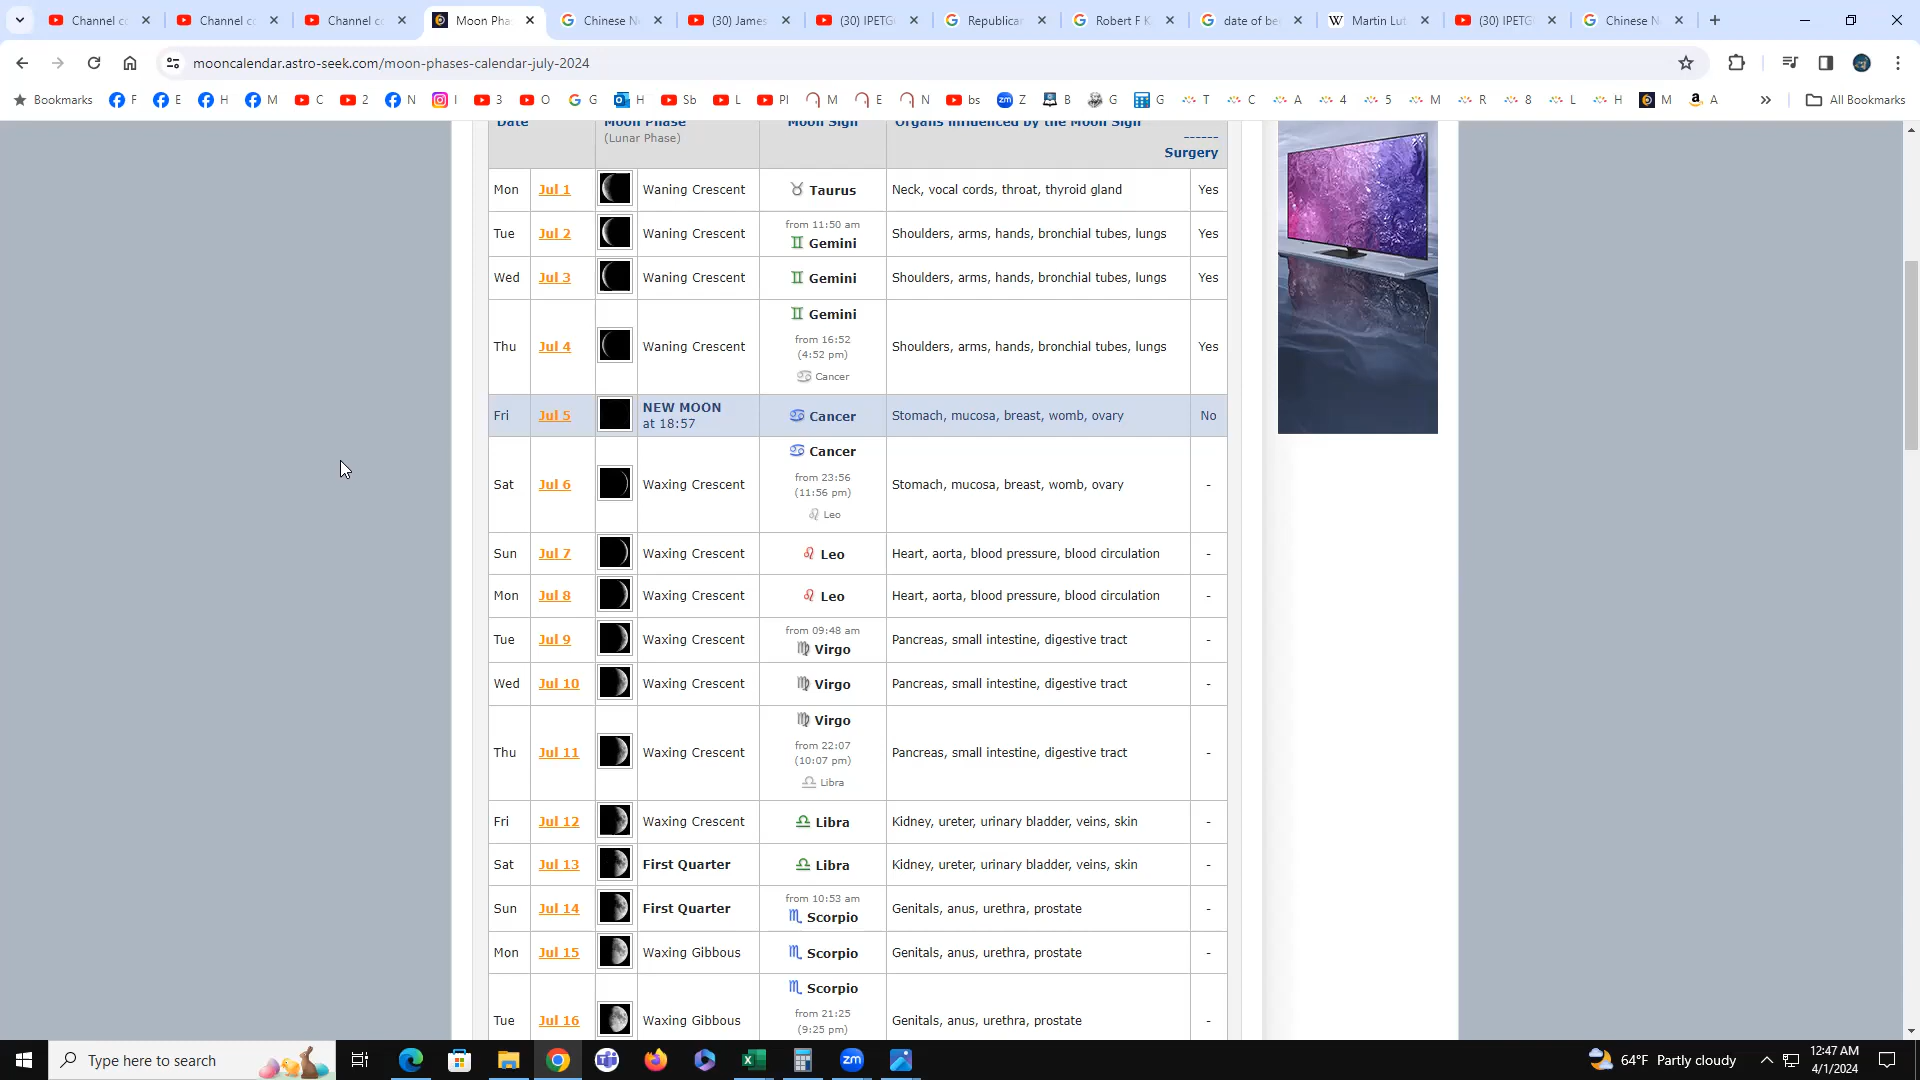 Channel co
Channel co
Channel co
Moon Pha
Chinese N
(30) James
(30) IPETG
Republica
Robert F K
date of be
Martin Lut
(30) IPETG
Chinese N
mooncalendar.astro-seek.com/moon-phases-calendar-july-2024
Bookmarks F E H M C 2 N I 3 O G H Sb L Pl M E N bs Z B G G T C A 4 5 M R 8 L H M A » All Bookmarks
Date Moon Phase Moon Sign Organs influenced by the Moon Sign
(Lunar Phase) ------
Surgery
Mon Jul 1 Waning Crescent ♉ Taurus Neck, vocal cords, throat, thyroid gland Yes
from 11:50 am
Tue Jul 2 Waning Crescent ♊ Gemini Shoulders, arms, hands, bronchial tubes, lungs Yes
Wed Jul 3 Waning Crescent ♊ Gemini Shoulders, arms, hands, bronchial tubes, lungs Yes
♊ Gemini
Thu Jul 4 Waning Crescent from 16:52 Shoulders, arms, hands, bronchial tubes, lungs Yes
(4:52 pm)
♋ Cancer
Fri Jul 5 NEW MOON ♋ Cancer Stomach, mucosa, breast, womb, ovary No
at 18:57
♋ Cancer
Sat Jul 6 Waxing Crescent from 23:56 Stomach, mucosa, breast, womb, ovary -
(11:56 pm)
♌ Leo
Sun Jul 7 Waxing Crescent ♌ Leo Heart, aorta, blood pressure, blood circulation -
Mon Jul 8 Waxing Crescent ♌ Leo Heart, aorta, blood pressure, blood circulation -
from 09:48 am
Tue Jul 9 Waxing Crescent ♍ Virgo Pancreas, small intestine, digestive tract -
Wed Jul 10 Waxing Crescent ♍ Virgo Pancreas, small intestine, digestive tract -
♍ Virgo
Thu Jul 11 Waxing Crescent from 22:07 Pancreas, small intestine, digestive tract -
(10:07 pm)
♎ Libra
Fri Jul 12 Waxing Crescent ♎ Libra Kidney, ureter, urinary bladder, veins, skin -
Sat Jul 13 First Quarter ♎ Libra Kidney, ureter, urinary bladder, veins, skin -
from 10:53 am
Sun Jul 14 First Quarter ♏ Scorpio Genitals, anus, urethra, prostate -
Mon Jul 15 Waxing Gibbous ♏ Scorpio Genitals, anus, urethra, prostate -
♏ Scorpio
Tue Jul 16 Waxing Gibbous from 21:25 Genitals, anus, urethra, prostate -
(9:25 pm)
Type here to search
64°F Partly cloudy
12:47 AM
4/1/2024